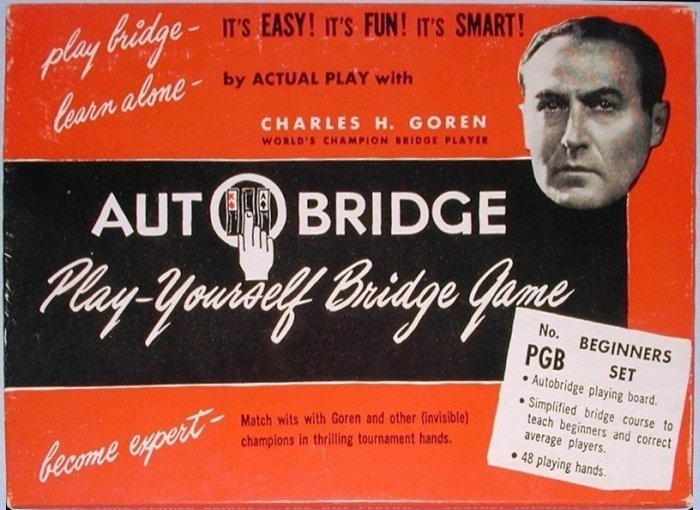 play bridge-
learn alone-
IT'S EASY! IT'S FUN! IT'S SMART!
by ACTUAL PLAY with
CHARLES H. GOREN
WORLD'S CHAMPION BRIDGE PLAYER
AUTOBRIDGE
Play-Yourself Bridge Game
No. PGB
BEGINNERS SET
• Autobridge playing board.
• Simplified bridge course to
teach beginners and correct
average players.
• 48 playing hands.
become expert-
Match wits with Goren and other (invisible)
champions in thrilling tournament hands.